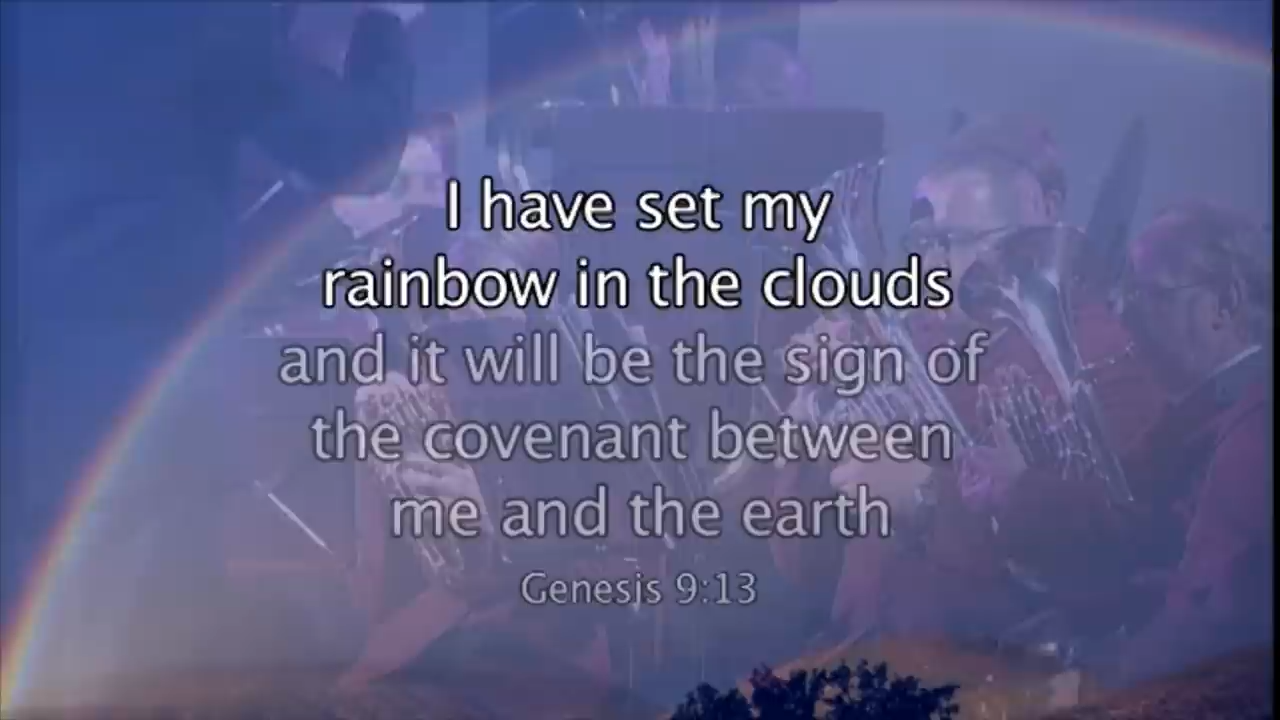 I have set my
rainbow in the clouds
and it will be the sign of
the covenant between
me and the earth
Genesis 9:13